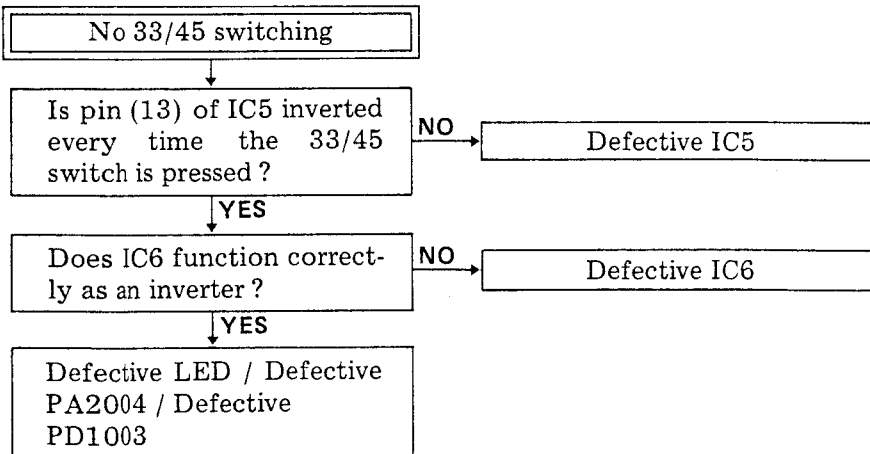 No 33/45 switching
Is pin (13) of IC5 inverted
every time the 33/45
switch is pressed ?
NO
Defective IC5
YES
Does IC6 function correct-
ly as an inverter ?
NO
Defective IC6
YES
Defective LED / Defective
PA2004 / Defective
PD1003